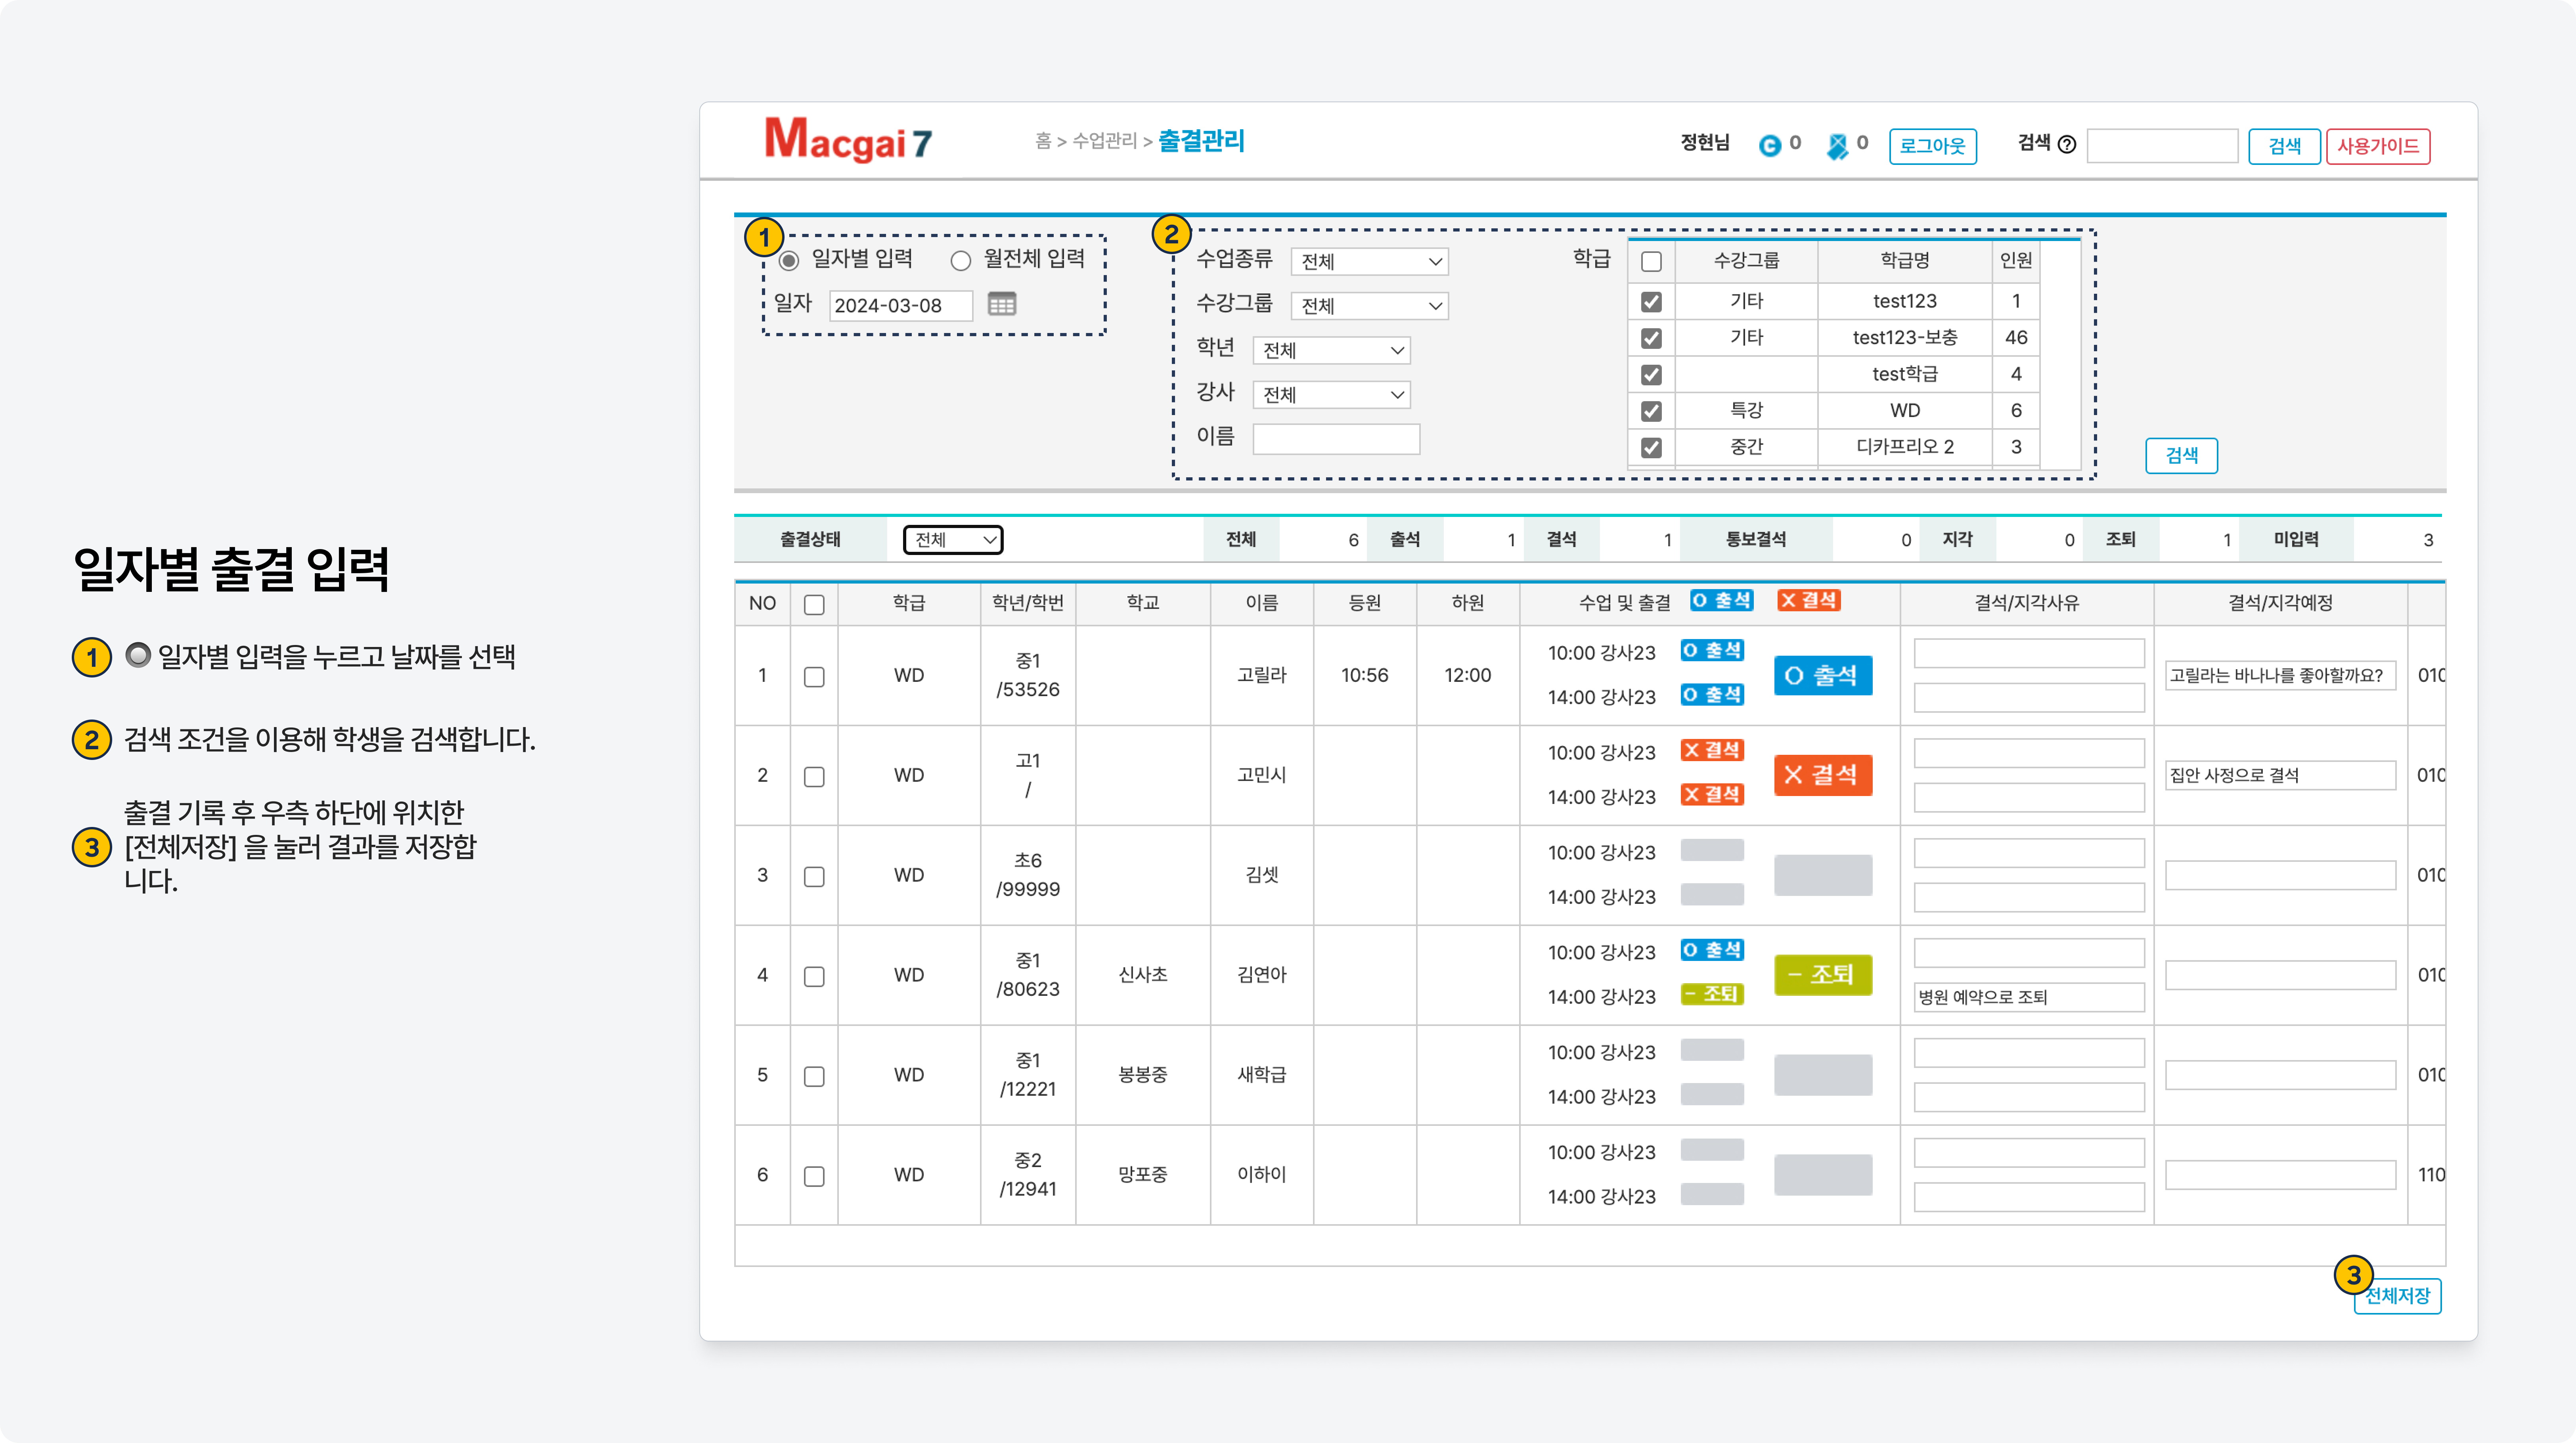 Macgai 7
홈 > 수업관리 > 출결관리
정현님 C 0 0 로그아웃 검색 ? 검색 사용가이드
1
일자별 입력 월전체 입력
일자 2024-03-08
2
수업종류 전체
수강그룹 전체
학년 전체
강사 전체
이름
학급
수강그룹 학급명 인원
기타 test123 1
기타 test123-보충 46
test학급 4
특강 WD 6
중간 디카프리오 2 3
검색
출결상태 전체 전체 6 출석 1 결석 1 통보결석 0 지각 0 조퇴 1 미입력 3
일자별 출결 입력
1 일자별 입력을 누르고 날짜를 선택
2 검색 조건을 이용해 학생을 검색합니다.
3 출결 기록 후 우측 하단에 위치한
[전체저장] 을 눌러 결과를 저장합
니다.
NO 학급 학년/학번 학교 이름 등원 하원 수업 및 출결 O 출석 X 결석 결석/지각사유 결석/지각예정
1 WD 중1 /53526 고릴라 10:56 12:00 10:00 강사23 O 출석 14:00 강사23 O 출석 O 출석 고릴라는 바나나를 좋아할까요? 010
2 WD 고1 / 고민시 10:00 강사23 X 결석 14:00 강사23 X 결석 X 결석 집안 사정으로 결석 010
3 WD 초6 /99999 김셋 10:00 강사23 14:00 강사23 010
4 WD 중1 /80623 신사초 김연아 10:00 강사23 O 출석 14:00 강사23 − 조퇴 − 조퇴 병원 예약으로 조퇴 010
5 WD 중1 /12221 봉봉중 새학급 10:00 강사23 14:00 강사23 010
6 WD 중2 /12941 망포중 이하이 10:00 강사23 14:00 강사23 110
3
전체저장